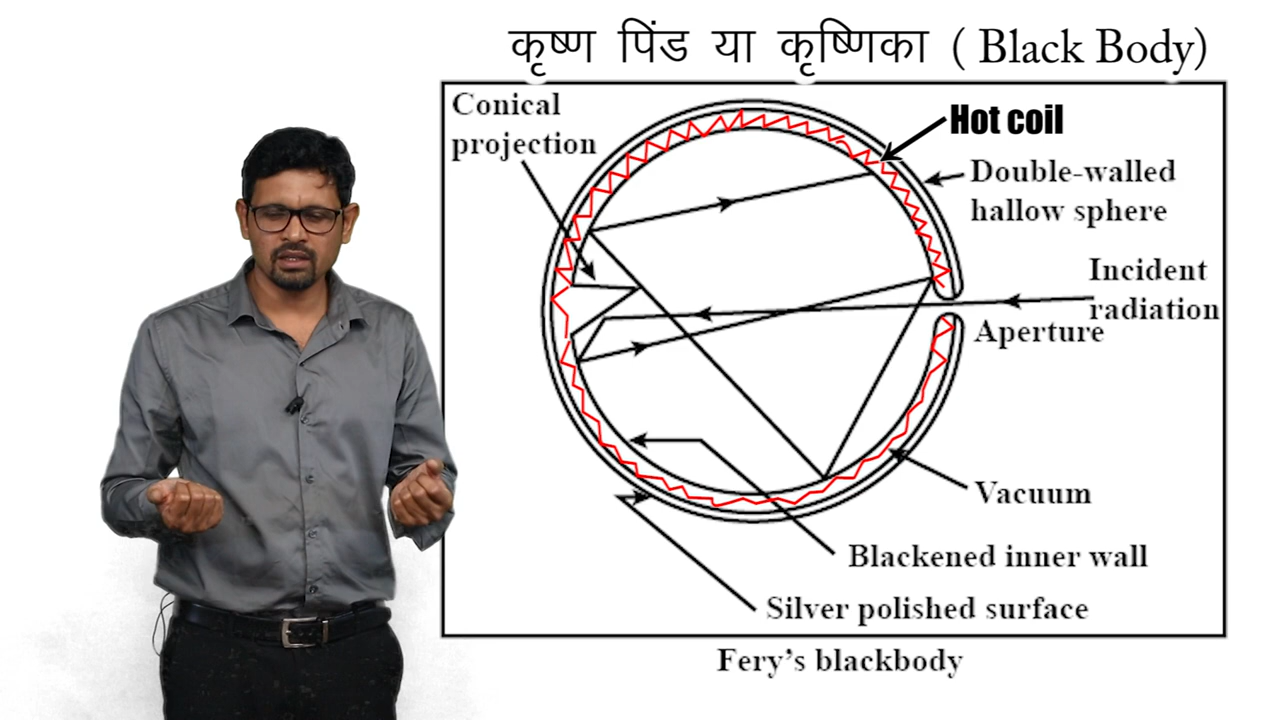 कृष्ण पिंड या कृष्णिका ( Black Body)
Conical
projection
Hot coil
Double-walled
hallow sphere
Incident
radiation
Aperture
Vacuum
Blackened inner wall
Silver polished surface
Fery's blackbody